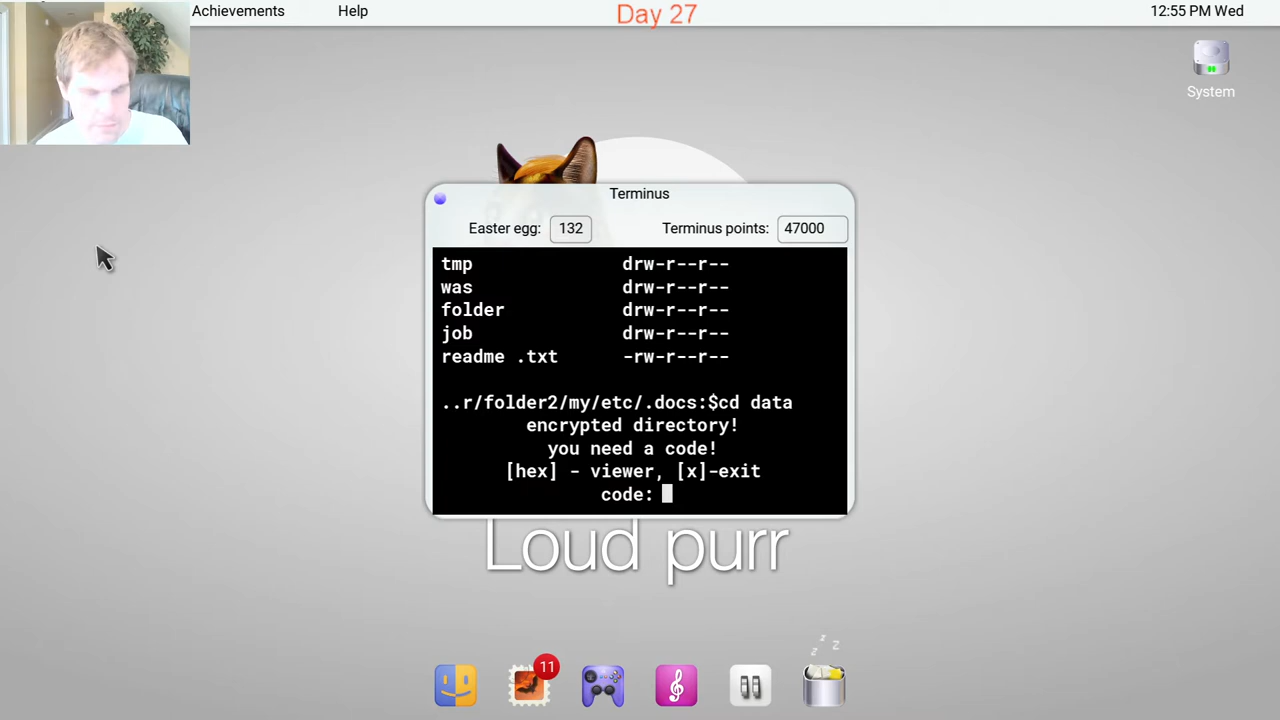 Achievements
Help
Day 27
12:55 PM Wed
System
Terminus
Easter egg: 132
Terminus points: 47000
tmp drw-r--r--
was drw-r--r--
folder drw-r--r--
job drw-r--r--
readme .txt -rw-r--r--
..r/folder2/my/etc/.docs:$cd data
encrypted directory!
you need a code!
[hex] - viewer, [x]-exit
code:
Loud purr
z z z
11